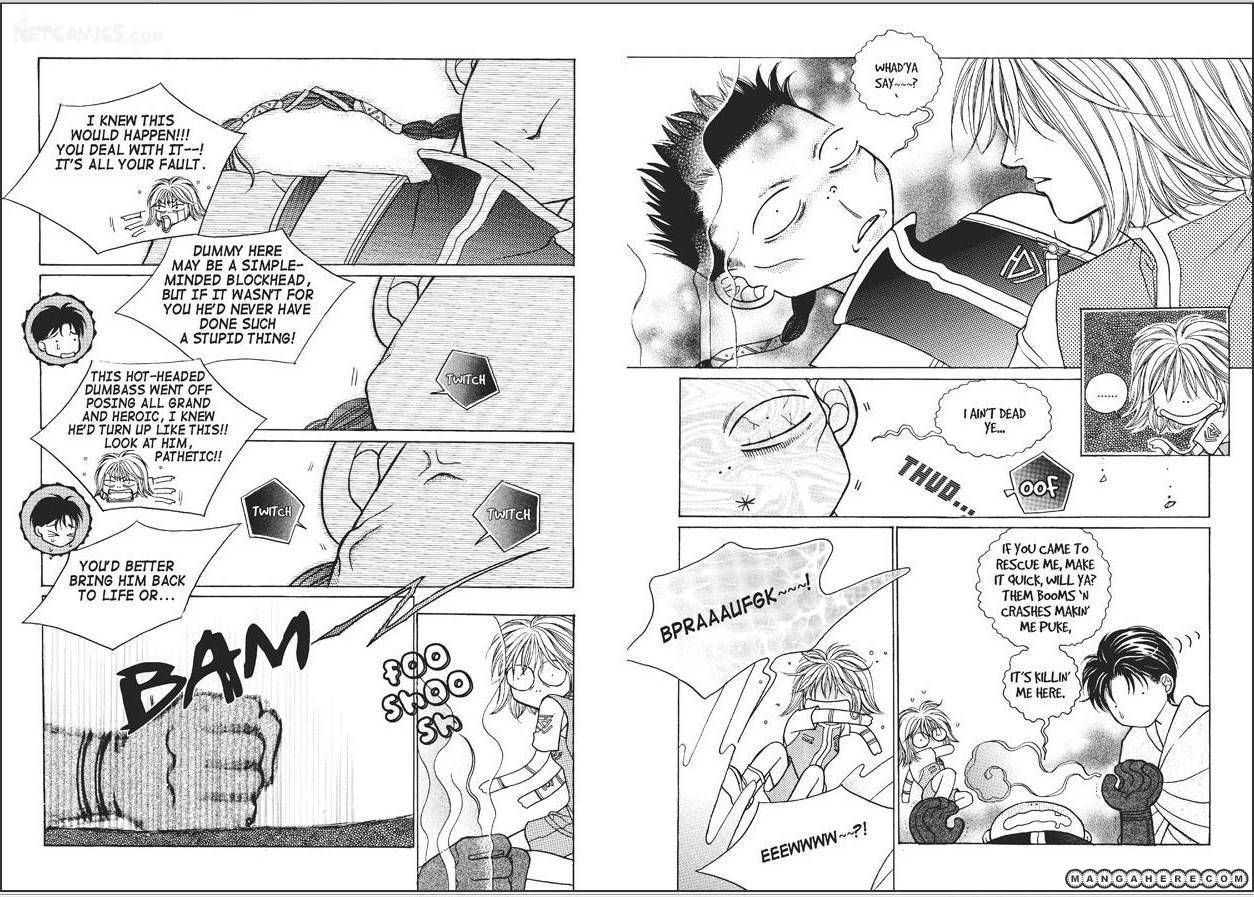 NETCOMICS.COM
I KNEW THIS
WOULD HAPPEN!!!
YOU DEAL WITH IT--!
IT'S ALL YOUR FAULT.
DUMMY HERE
MAY BE A SIMPLE-
MINDED BLOCKHEAD,
BUT IF IT WASN'T FOR
YOU HE'D NEVER HAVE
DONE SUCH
A STUPID THING!
TWITCH
THIS HOT-HEADED
DUMBASS WENT OFF
POSING ALL GRAND
AND HEROIC, I KNEW
HE'D TURN UP LIKE THIS!!
LOOK AT HIM,
PATHETIC!!
TWITCH
TWITCH
YOU'D BETTER
BRING HIM BACK
TO LIFE OR...
BAM
FOO
SHOO
SH
WHAD'YA
SAY~~~?
......
I AIN'T DEAD
YE...
THUD...
OOF
BPRAAAUFGK~~~!
EEEWWWW~~?!
IF YOU CAME TO
RESCUE ME, MAKE
IT QUICK, WILL YA?
THEM BOOMS 'N
CRASHES MAKIN'
ME PUKE,
IT'S KILLIN'
ME HERE.
MANGAHERE.COM